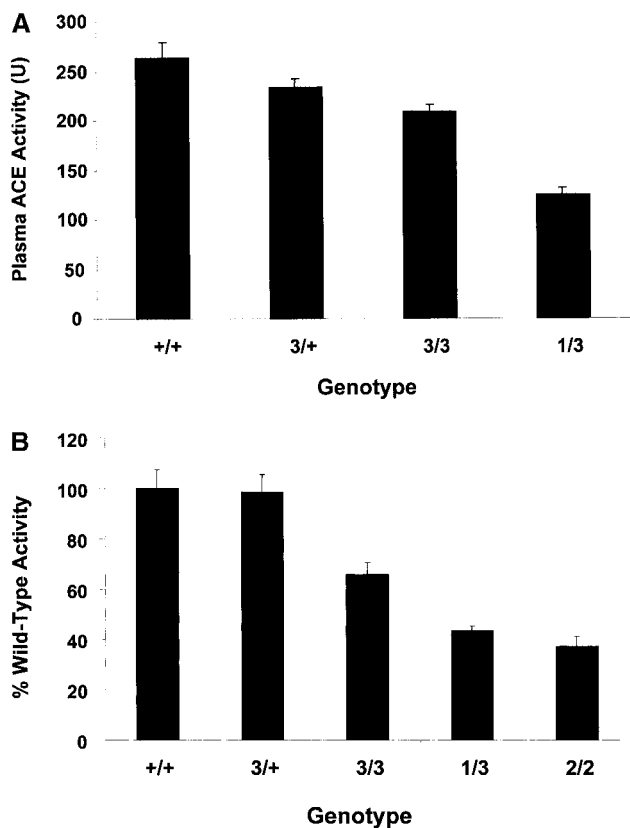 A
Plasma ACE Activity (U)
300
250
200
150
100
50
0
+/+ 3/+ 3/3 1/3
Genotype
B
% Wild-Type Activity
120
100
80
60
40
20
0
+/+ 3/+ 3/3 1/3 2/2
Genotype